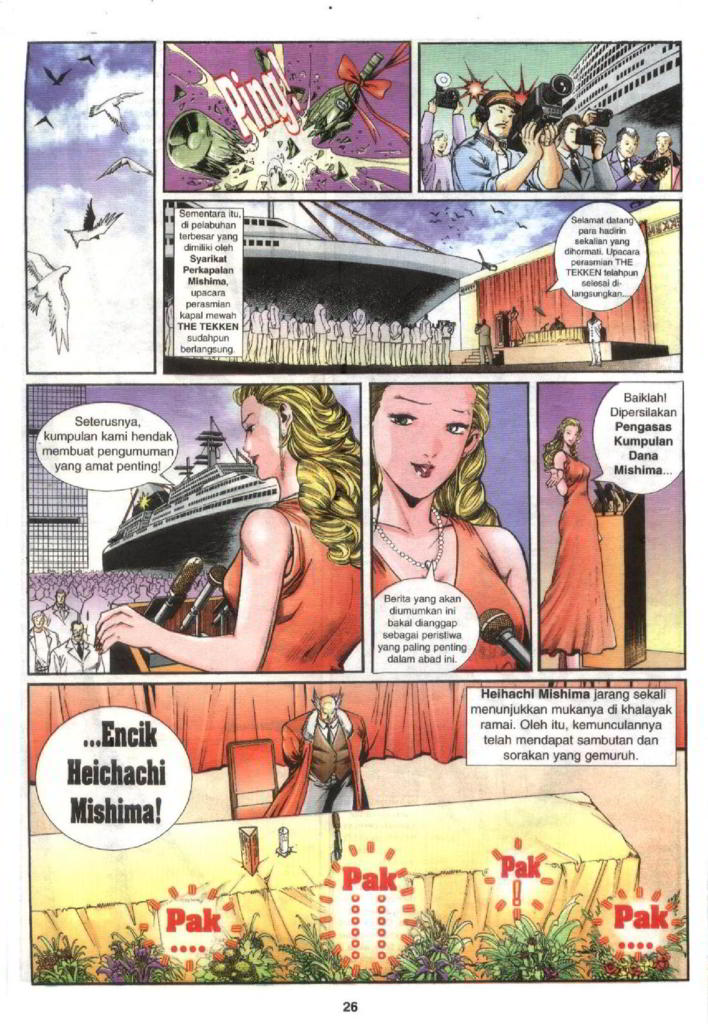 Ping!
Sementara itu,
di pelabuhan
terbesar yang
dimiliki oleh
Syarikat
Perkapalan
Mishima,
upacara
perasmian
kapal mewah
THE TEKKEN
sudahpun
berlangsung.
Selamat datang
para hadirin
sekalian yang
dihormati. Upacara
perasmian THE
TEKKEN telahpun
selesai di-
langsungkan...
Seterusnya,
kumpulan kami hendak
membuat pengumuman
yang amat penting!
Berita yang akan
diumumkan ini
bakal dianggap
sebagai peristiwa
yang paling penting
dalam abad ini.
Baiklah!
Dipersilakan
Pengasas
Kumpulan
Dana
Mishima...
...Encik
Heichachi
Mishima!
Heihachi Mishima jarang sekali
menunjukkan mukanya di khalayak
ramai. Oleh itu, kemunculannya
telah mendapat sambutan dan
sorakan yang gemuruh.
Pak
.....
Pak
Pak
!
Pak
.....
26